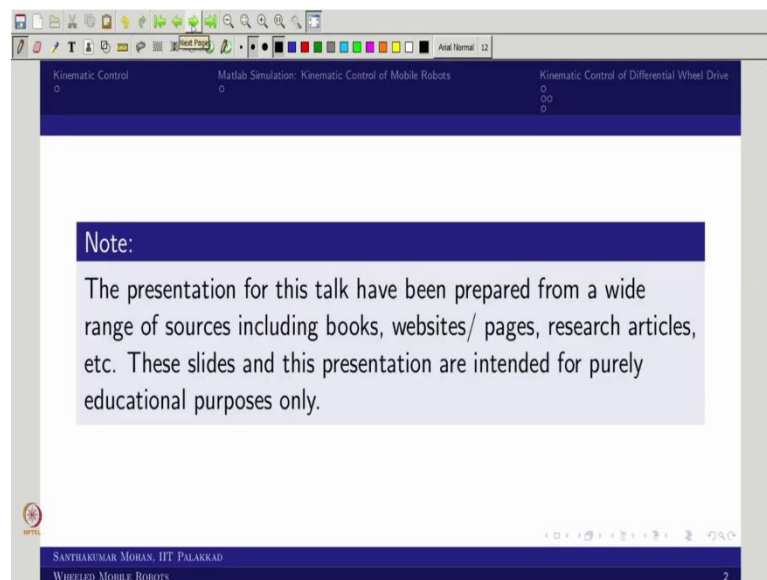 T
Next Page
Arial Normal 12
Kinematic Control
Matlab Simulation: Kinematic Control of Mobile Robots
Kinematic Control of Differential Wheel Drive
Note:
The presentation for this talk have been prepared from a wide
range of sources including books, websites/ pages, research articles,
etc. These slides and this presentation are intended for purely
educational purposes only.
NPTEL
SANTHAKUMAR MOHAN, IIT PALAKKAD
WHEELED MOBILE ROBOTS
2